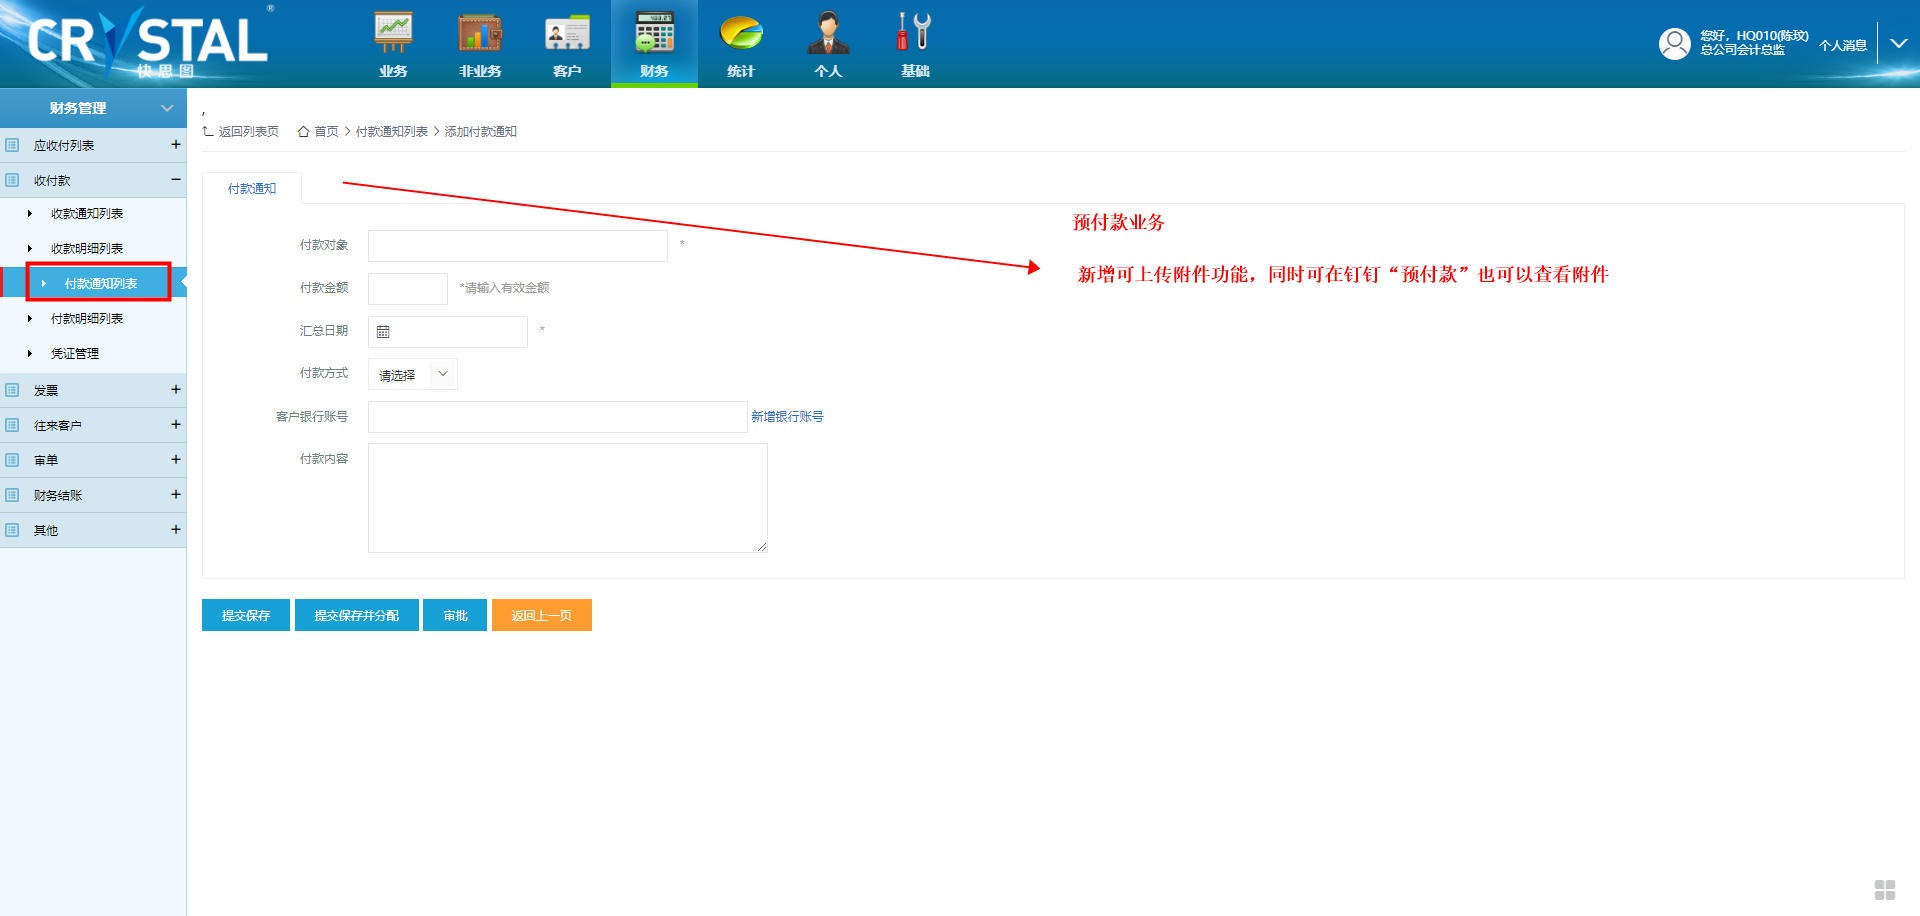 CRYSTAL®
快思图
业务
非业务
客户
财务
统计
个人
基础
您好，HQ010(陈玟)
总公司会计总监
个人消息
财务管理
应收付列表 +
收付款 −
收款通知列表
收款明细列表
付款通知列表
付款明细列表
凭证管理
发票 +
往来客户 +
审单 +
财务结账 +
其他 +
,
返回列表页 首页 > 付款通知列表 > 添加付款通知
付款通知
预付款业务
新增可上传附件功能，同时可在钉钉“预付款”也可以查看附件
付款对象 *
付款金额 *请输入有效金额
汇总日期 *
付款方式 请选择
客户银行账号 新增银行账号
付款内容
提交保存 提交保存并分配 审批 返回上一页